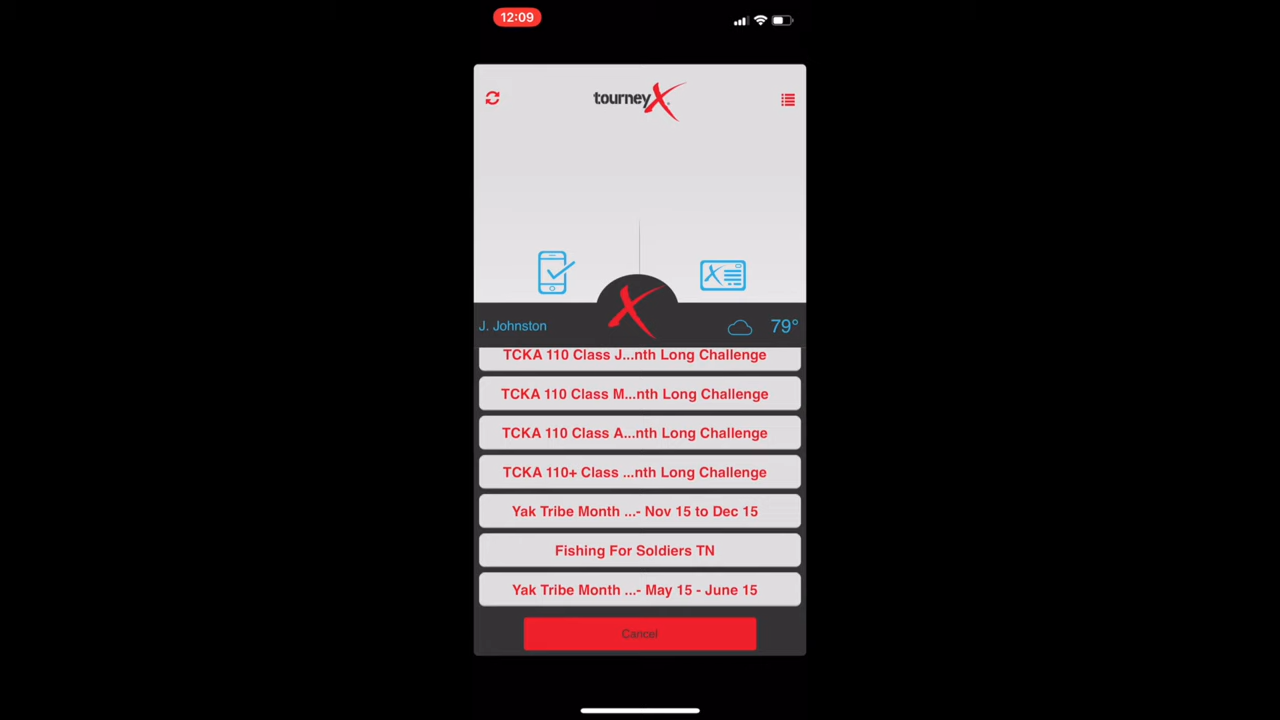 12:09
tourneyX
J. Johnston
79°
TCKA 110 Class J...nth Long Challenge
TCKA 110 Class M...nth Long Challenge
TCKA 110 Class A...nth Long Challenge
TCKA 110+ Class ...nth Long Challenge
Yak Tribe Month ...- Nov 15 to Dec 15
Fishing For Soldiers TN
Yak Tribe Month ...- May 15 - June 15
Cancel